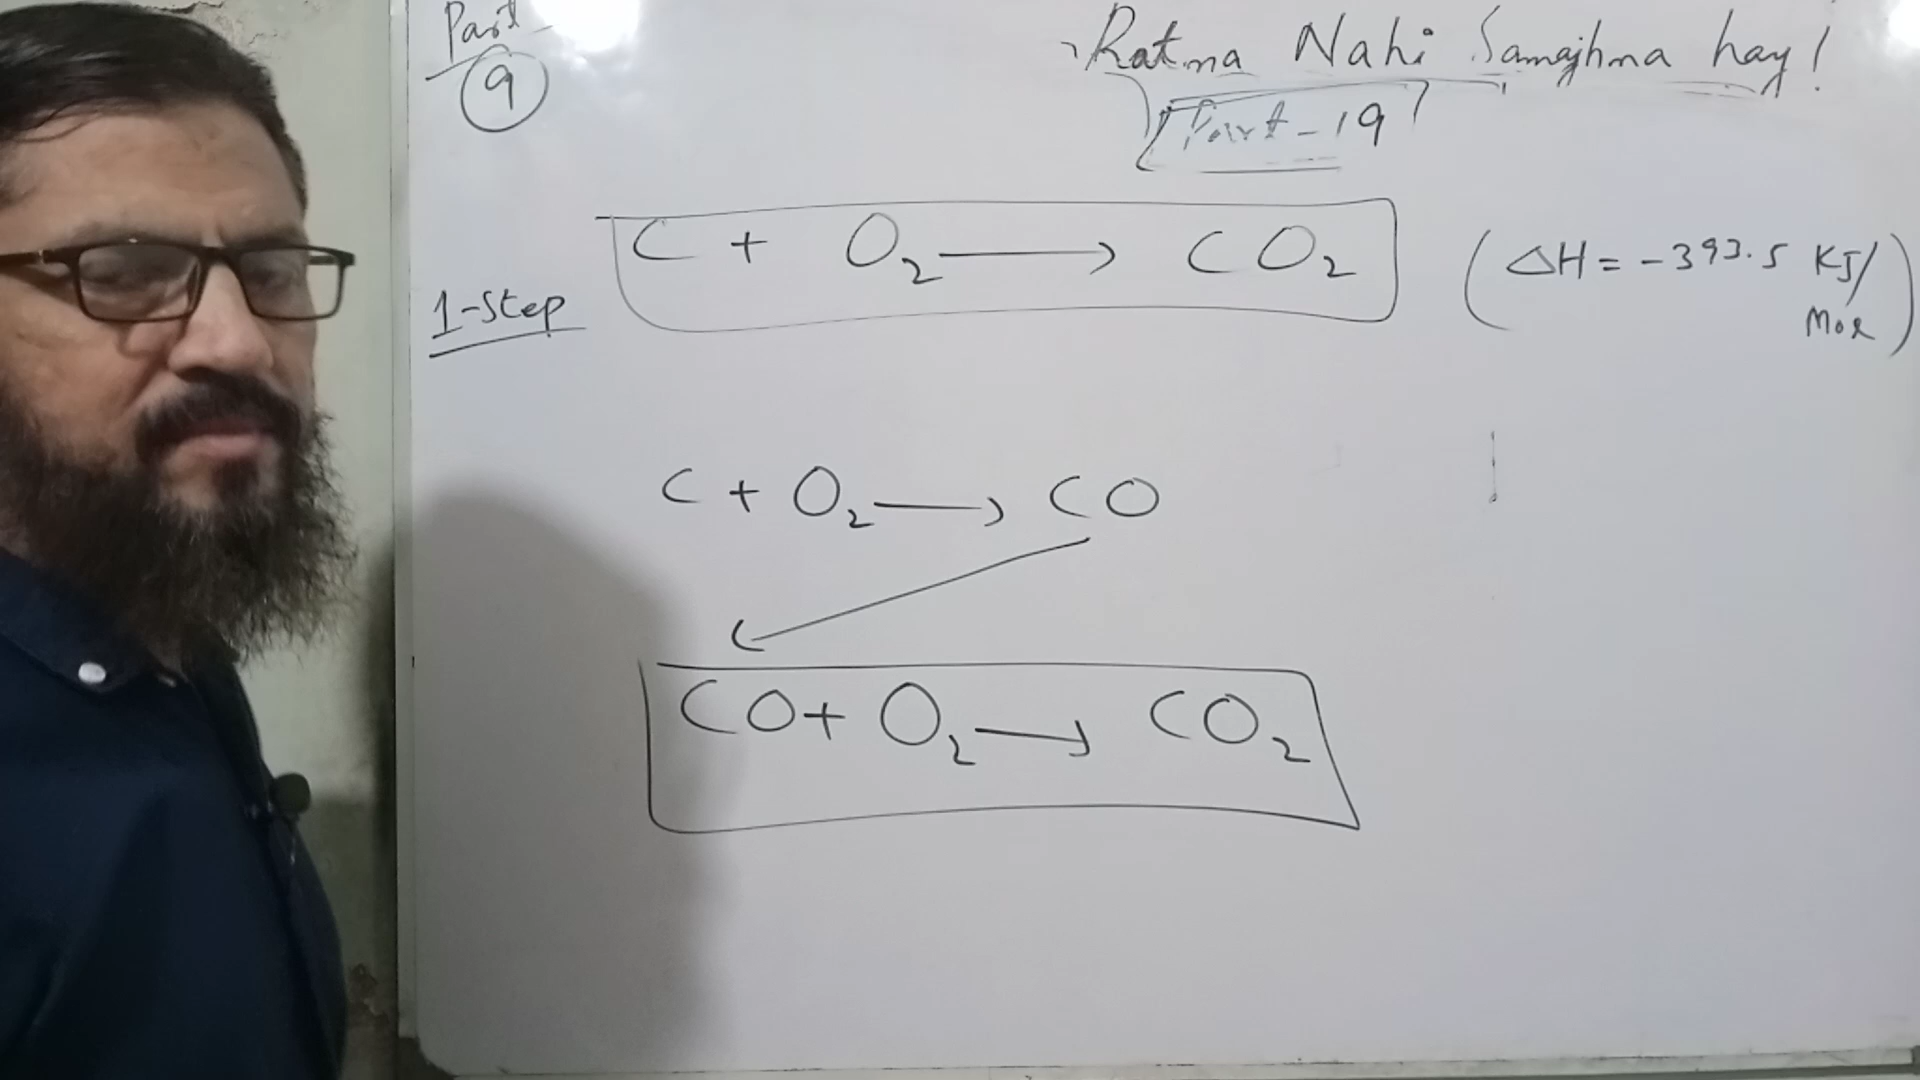 Part
9
Ratna Nahi Samajhna hay!
Part-19
C + O₂ → CO₂
(ΔH = -393.5 KJ/
Mol)
1-Step
C + O₂ → CO
CO + O₂ → CO₂